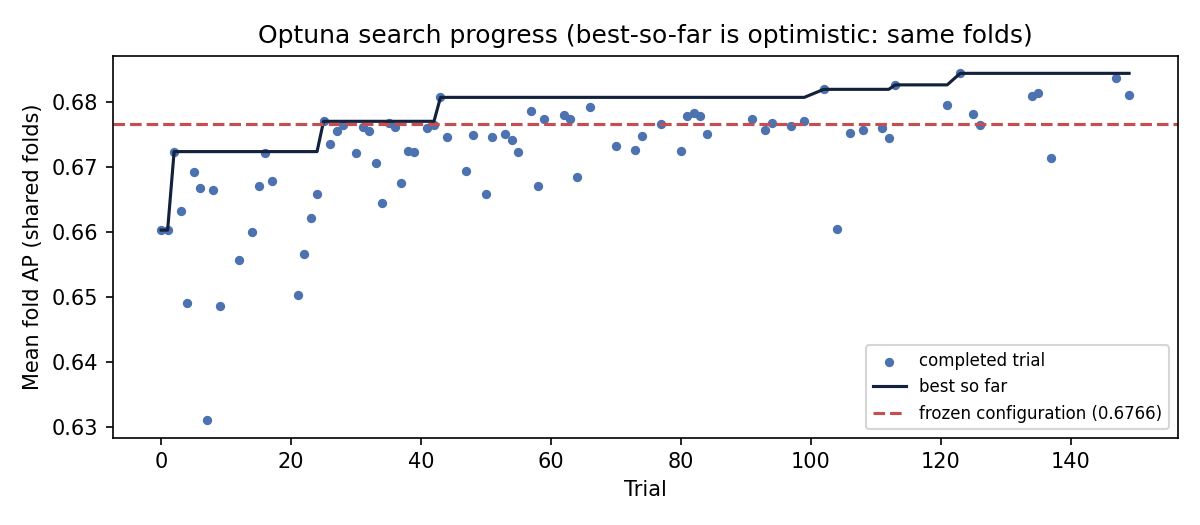 Optuna search progress (best-so-far is optimistic: same folds)
Mean fold AP (shared folds)
0.68
0.67
0.66
0.65
0.64
0.63
completed trial
best so far
frozen configuration (0.6766)
0 20 40 60 80 100 120 140
Trial